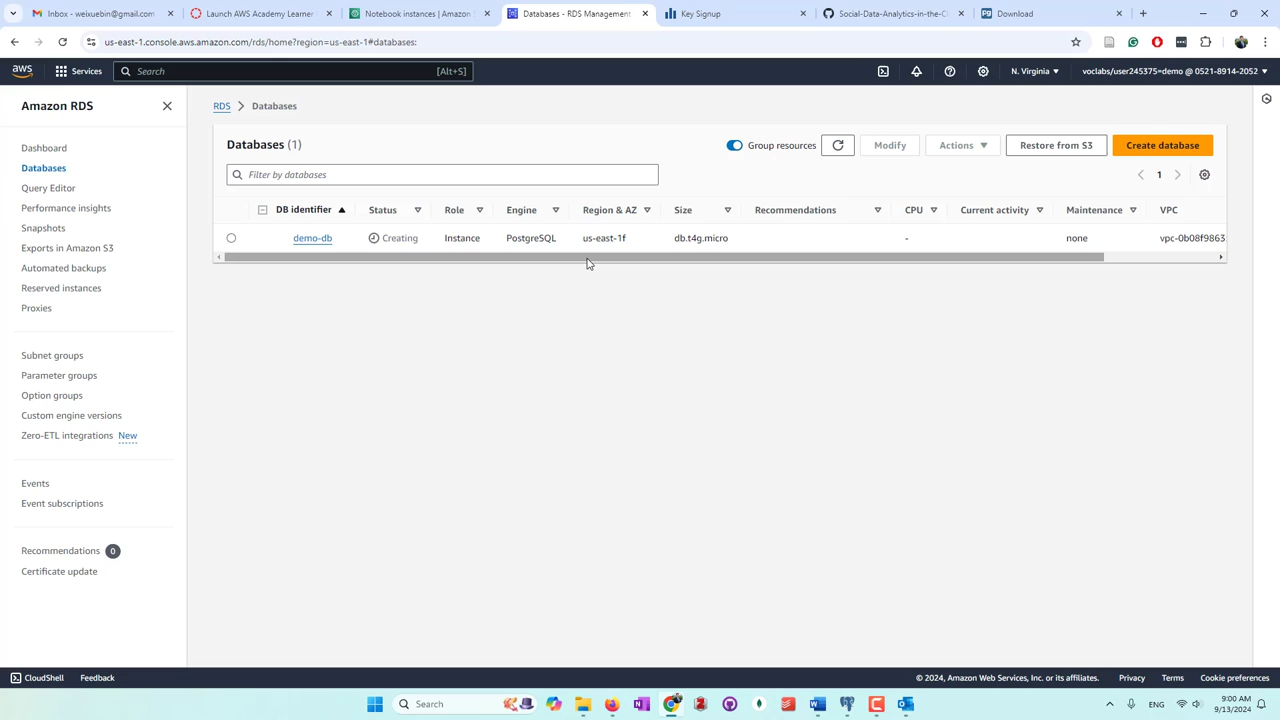 Inbox - weixuebin@gmail.com
Launch AWS Academy Learner
Notebook instances | Amazon
Databases - RDS Management
Key Signup
Social-Data-Analytics-in-the-C
Download
us-east-1.console.aws.amazon.com/rds/home?region=us-east-1#databases:
aws
Services
Search
[Alt+S]
N. Virginia
voclabs/user245375=demo @ 0521-8914-2052
Amazon RDS
Dashboard
Databases
Query Editor
Performance insights
Snapshots
Exports in Amazon S3
Automated backups
Reserved instances
Proxies
Subnet groups
Parameter groups
Option groups
Custom engine versions
Zero-ETL integrations New
Events
Event subscriptions
Recommendations 0
Certificate update
RDS > Databases
Databases (1)
Group resources
Modify
Actions
Restore from S3
Create database
Filter by databases
1
DB identifier Status Role Engine Region & AZ Size Recommendations CPU Current activity Maintenance VPC
demo-db Creating Instance PostgreSQL us-east-1f db.t4g.micro - none vpc-0b08f9863
CloudShell Feedback
© 2024, Amazon Web Services, Inc. or its affiliates. Privacy Terms Cookie preferences
Search
ENG
9:00 AM
9/13/2024